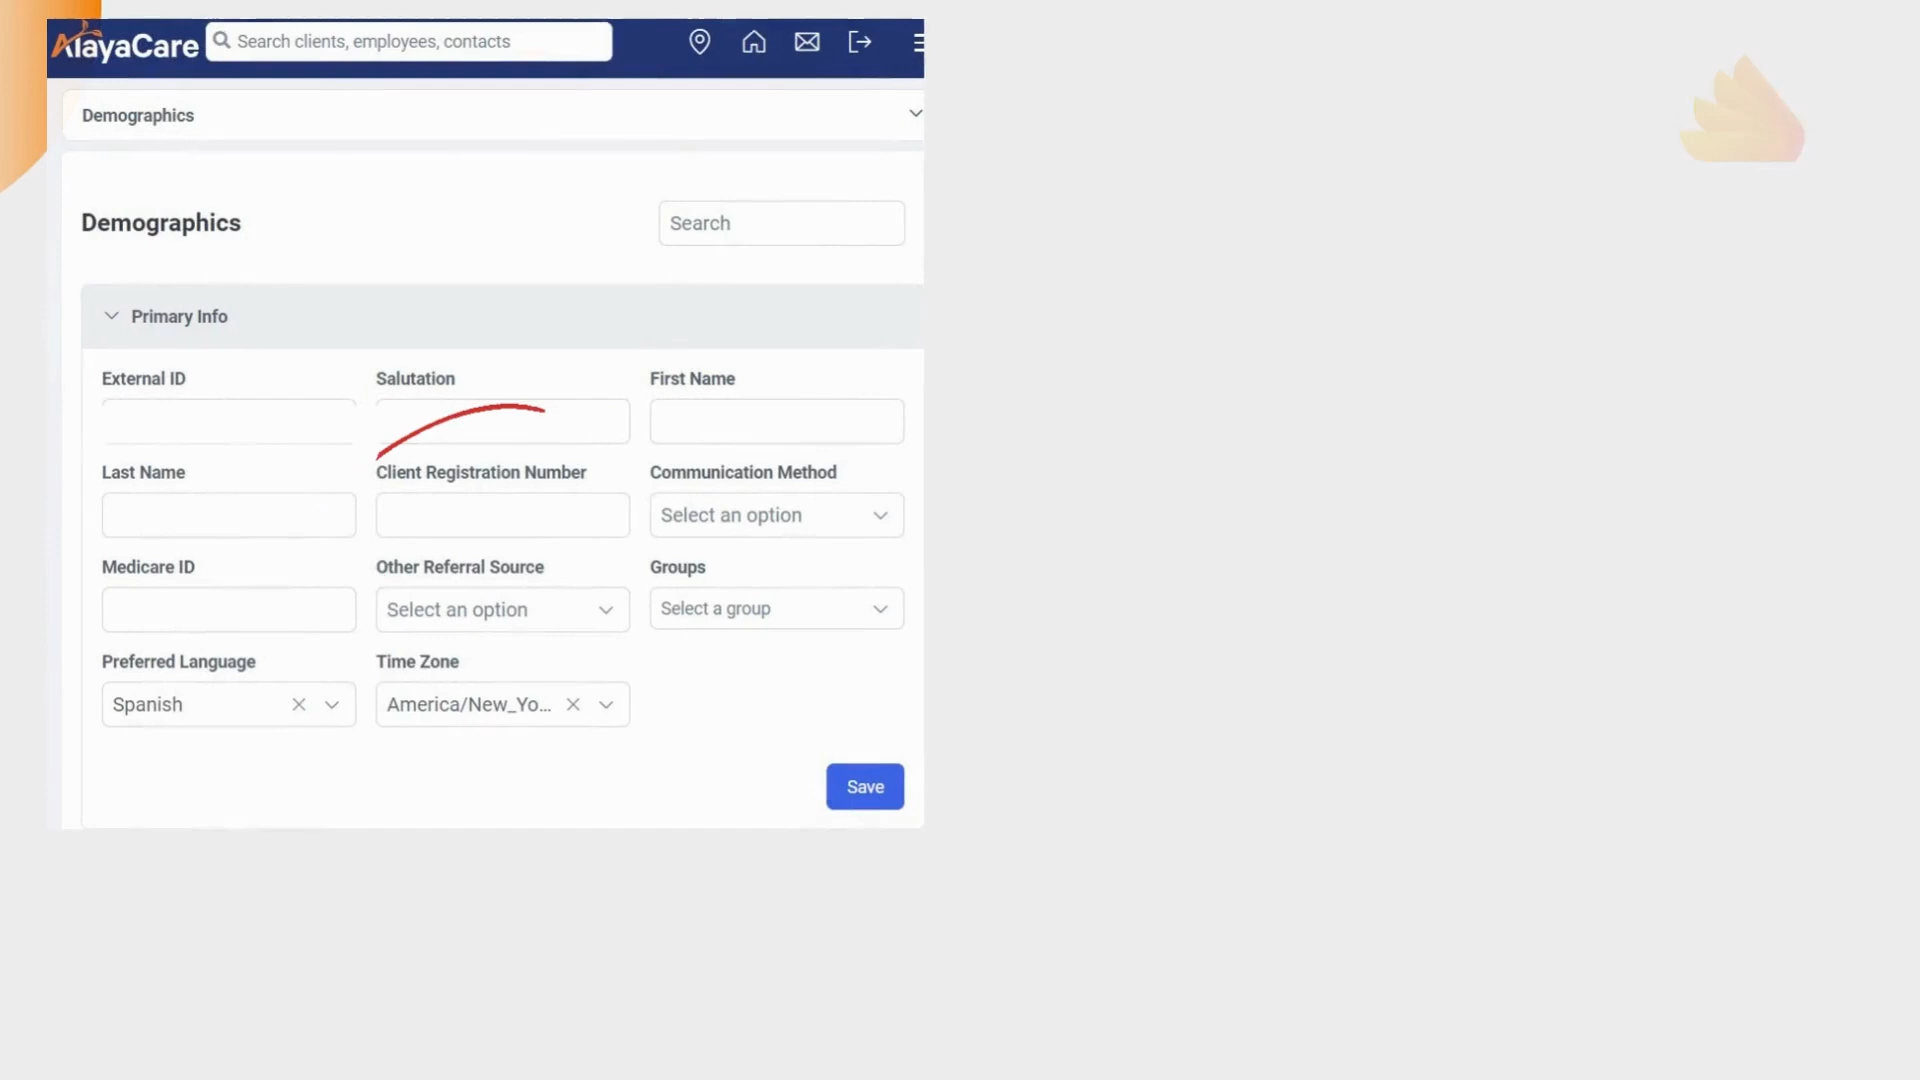 AlayaCare
Search clients, employees, contacts
Demographics
Demographics
Search
Primary Info
External ID
Salutation
First Name
Last Name
Client Registration Number
Communication Method
Select an option
Medicare ID
Other Referral Source
Groups
Select an option
Select a group
Preferred Language
Time Zone
Spanish
America/New_Yo...
Save